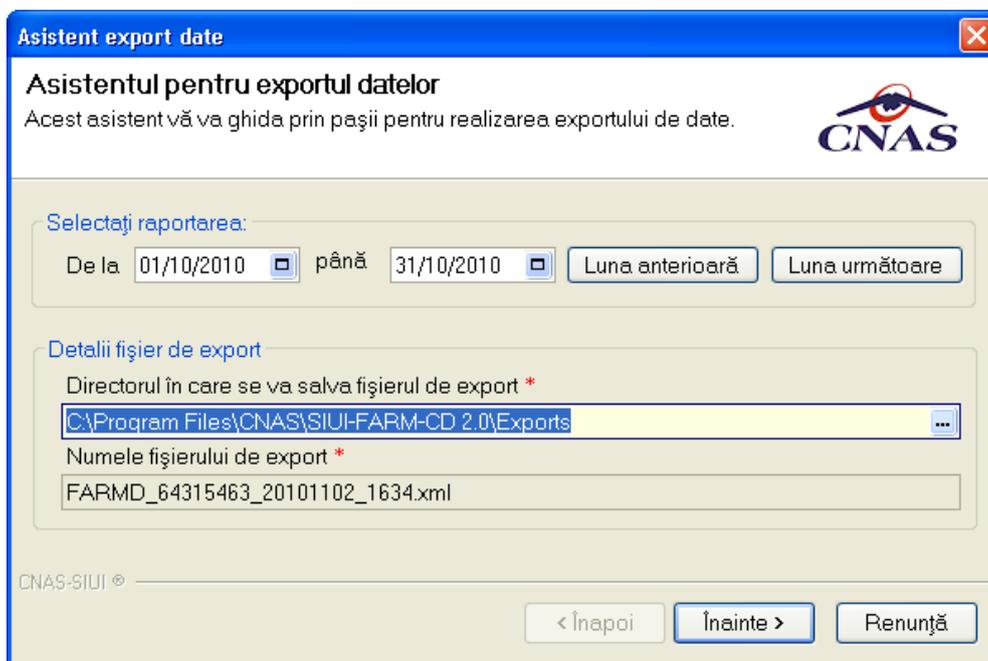 Asistent export date
Asistentul pentru exportul datelor
Acest asistent vă va ghida prin paşii pentru realizarea exportului de date.
CNAS
Selectaţi raportarea:
De la 01/10/2010 până 31/10/2010 Luna anterioară Luna următoare
Detalii fişier de export
Directorul în care se va salva fişierul de export *
C:\Program Files\CNAS\SIUI-FARM-CD 2.0\Exports ...
Numele fişierului de export *
FARMD_64315463_20101102_1634.xml
CNAS-SIUI ®
< Înapoi Înainte > Renunţă